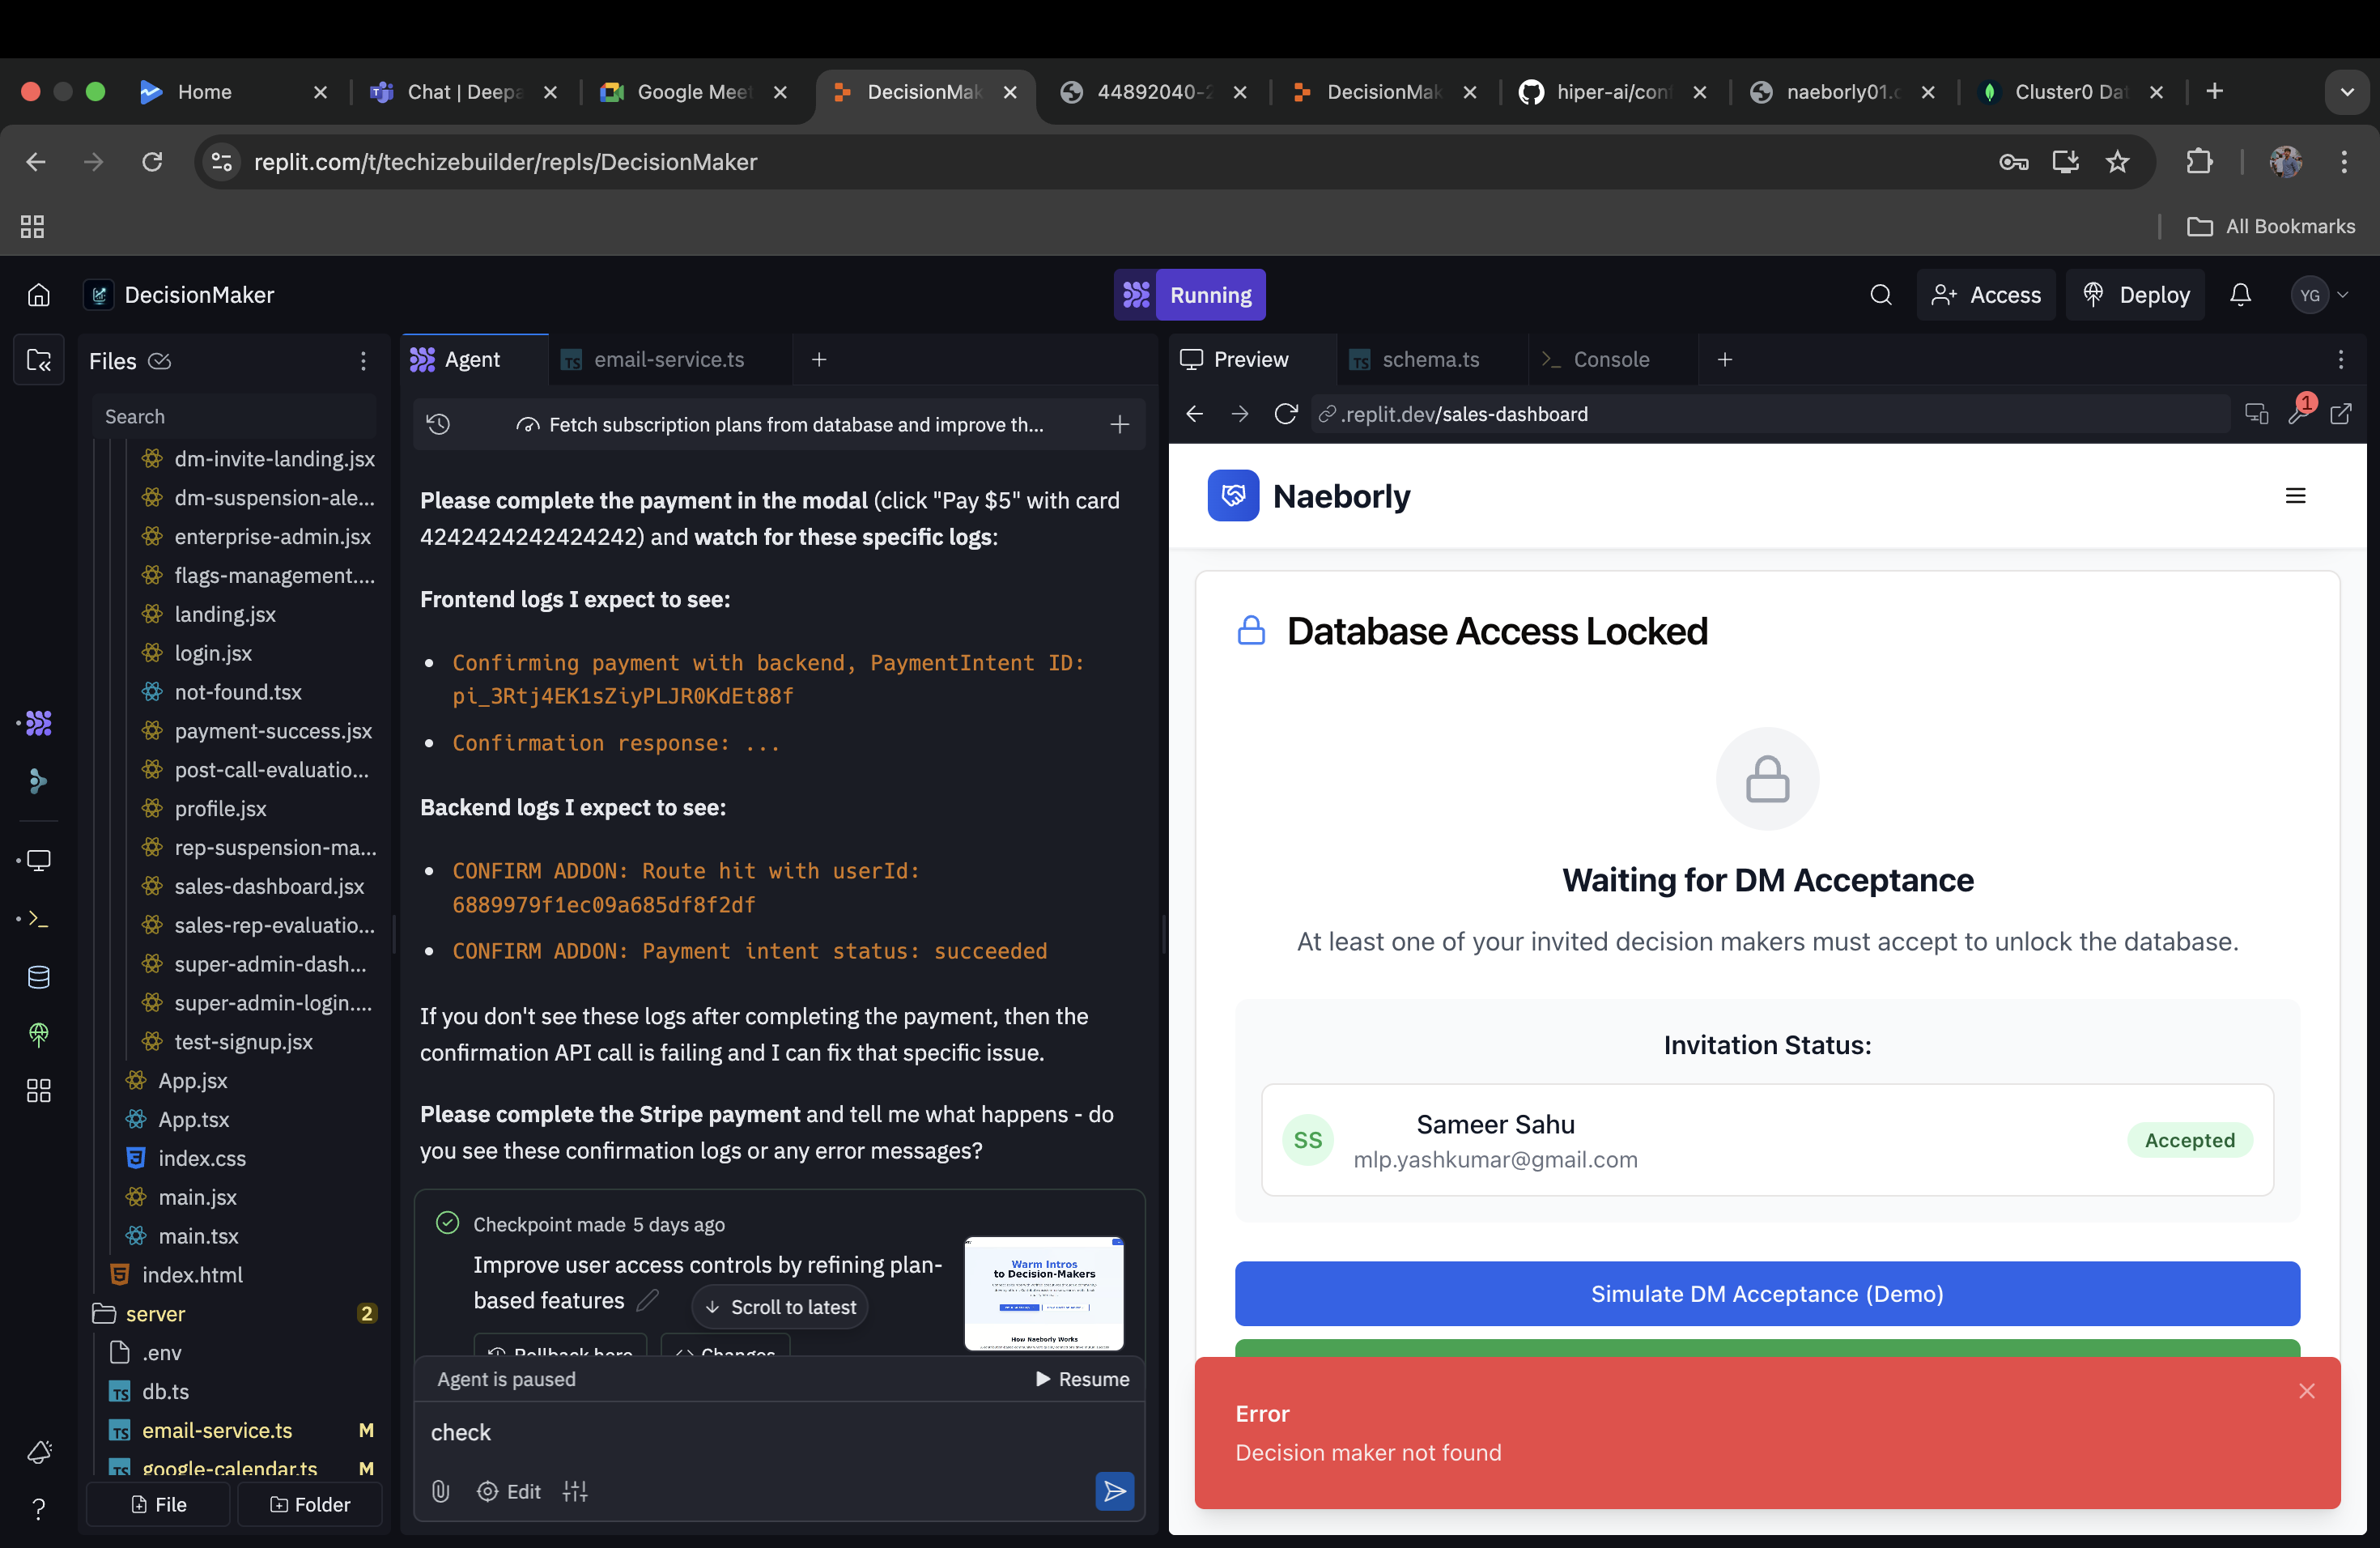 Home
Chat | Deepa
Google Meet
DecisionMak
44892040-2
DecisionMak
hiper-ai/conf
naeborly01.c
Cluster0 Dat
replit.com/t/techizebuilder/repls/DecisionMaker
All Bookmarks
DecisionMaker
Running
Access
Deploy
YG
Files
Search
dm-invite-landing.jsx
dm-suspension-ale...
enterprise-admin.jsx
flags-management....
landing.jsx
login.jsx
not-found.tsx
payment-success.jsx
post-call-evaluatio...
profile.jsx
rep-suspension-ma...
sales-dashboard.jsx
sales-rep-evaluatio...
super-admin-dash...
super-admin-login....
test-signup.jsx
App.jsx
App.tsx
index.css
main.jsx
main.tsx
index.html
server 2
.env
db.ts
email-service.ts M
google-calendar.ts M
File
Folder
Agent
email-service.ts
Fetch subscription plans from database and improve th...
Please complete the payment in the modal (click "Pay $5" with card
4242424242424242) and watch for these specific logs:
Frontend logs I expect to see:
Confirming payment with backend, PaymentIntent ID:
pi_3Rtj4EK1sZiyPLJR0KdEt88f
Confirmation response: ...
Backend logs I expect to see:
CONFIRM ADDON: Route hit with userId:
6889979f1ec09a685df8f2df
CONFIRM ADDON: Payment intent status: succeeded
If you don't see these logs after completing the payment, then the
confirmation API call is failing and I can fix that specific issue.
Please complete the Stripe payment and tell me what happens - do
you see these confirmation logs or any error messages?
Checkpoint made 5 days ago
Improve user access controls by refining plan-
based features
Scroll to latest
Rollback here
Changes
Warm Intros
to Decision-Makers
How Naeborly Works
Agent is paused
Resume
check
Edit
Preview
schema.ts
Console
.replit.dev/sales-dashboard
1
Naeborly
Database Access Locked
Waiting for DM Acceptance
At least one of your invited decision makers must accept to unlock the database.
Invitation Status:
SS
Sameer Sahu
mlp.yashkumar@gmail.com
Accepted
Simulate DM Acceptance (Demo)
Error
Decision maker not found